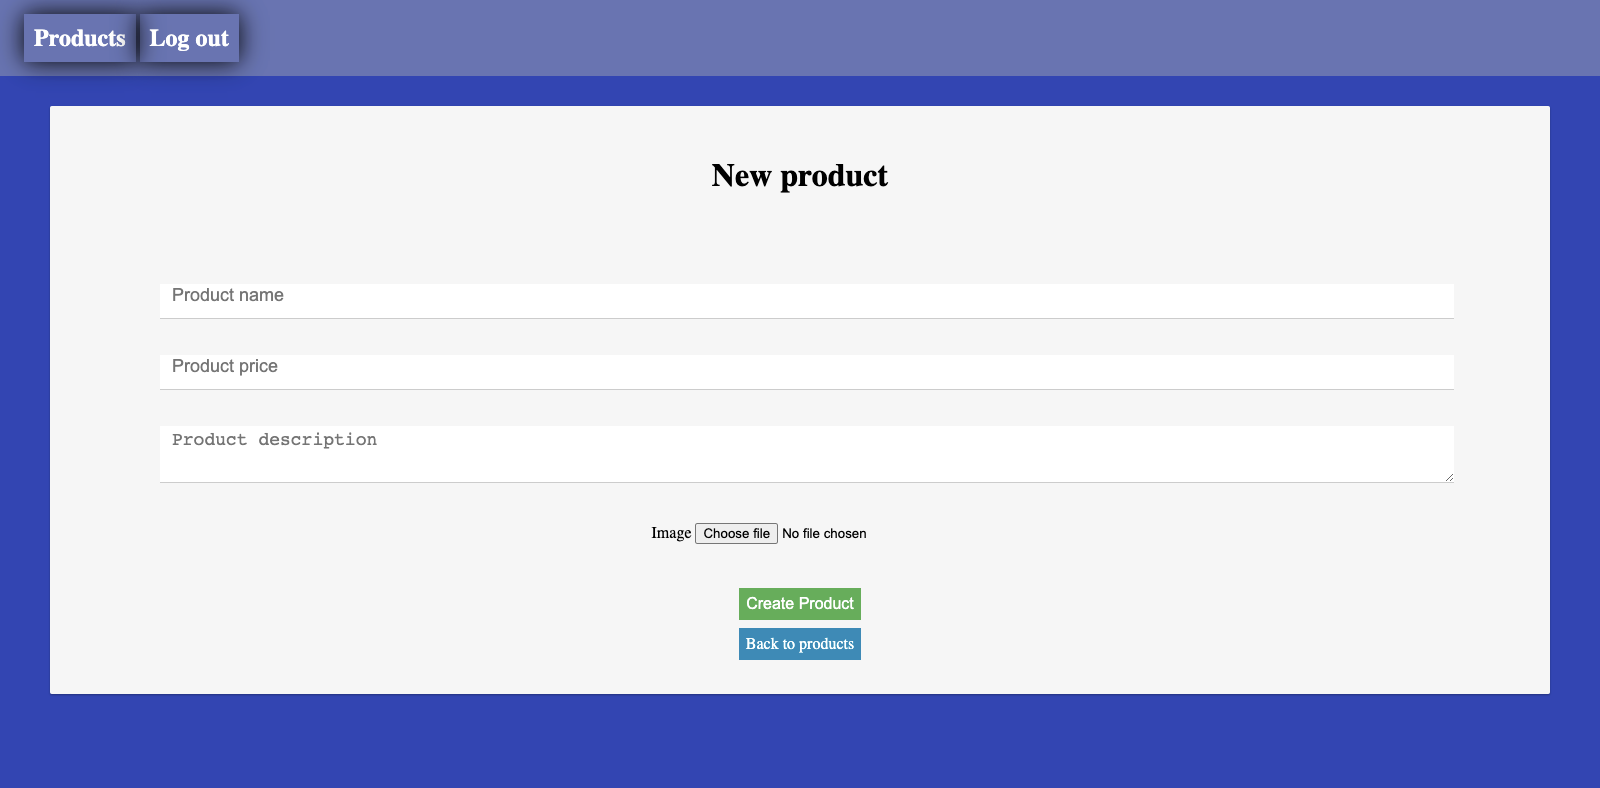 Products Log out
New product
Product name
Product price
Product description
Image Choose file No file chosen
Create Product
Back to products